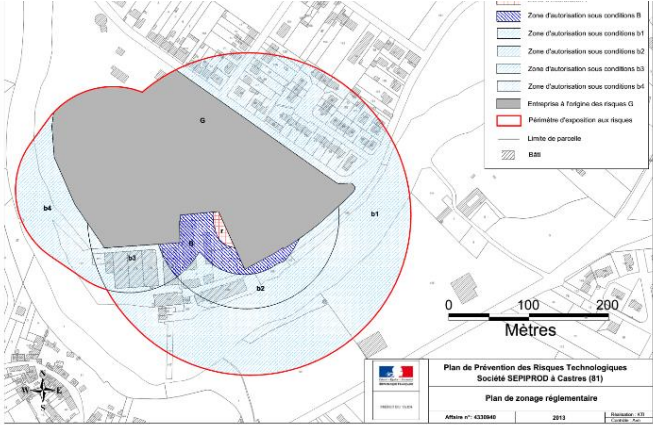 Zone d'autorisation sous conditions B
Zone d'autorisation sous conditions b1
Zone d'autorisation sous conditions b2
Zone d'autorisation sous conditions b3
Zone d'autorisation sous conditions b4
Entreprise à l'origine des risques G
Périmètre d'exposition aux risques
Limite de parcelle
Bâti
G
b4
b1
r
B
b3
b2
0 100 200
Mètres
N
W E
S
Plan de Prévention des Risques Technologiques
Société SEPIPROD à Castres (81)
Plan de zonage réglementaire
Affaire n°: 4330940
2013